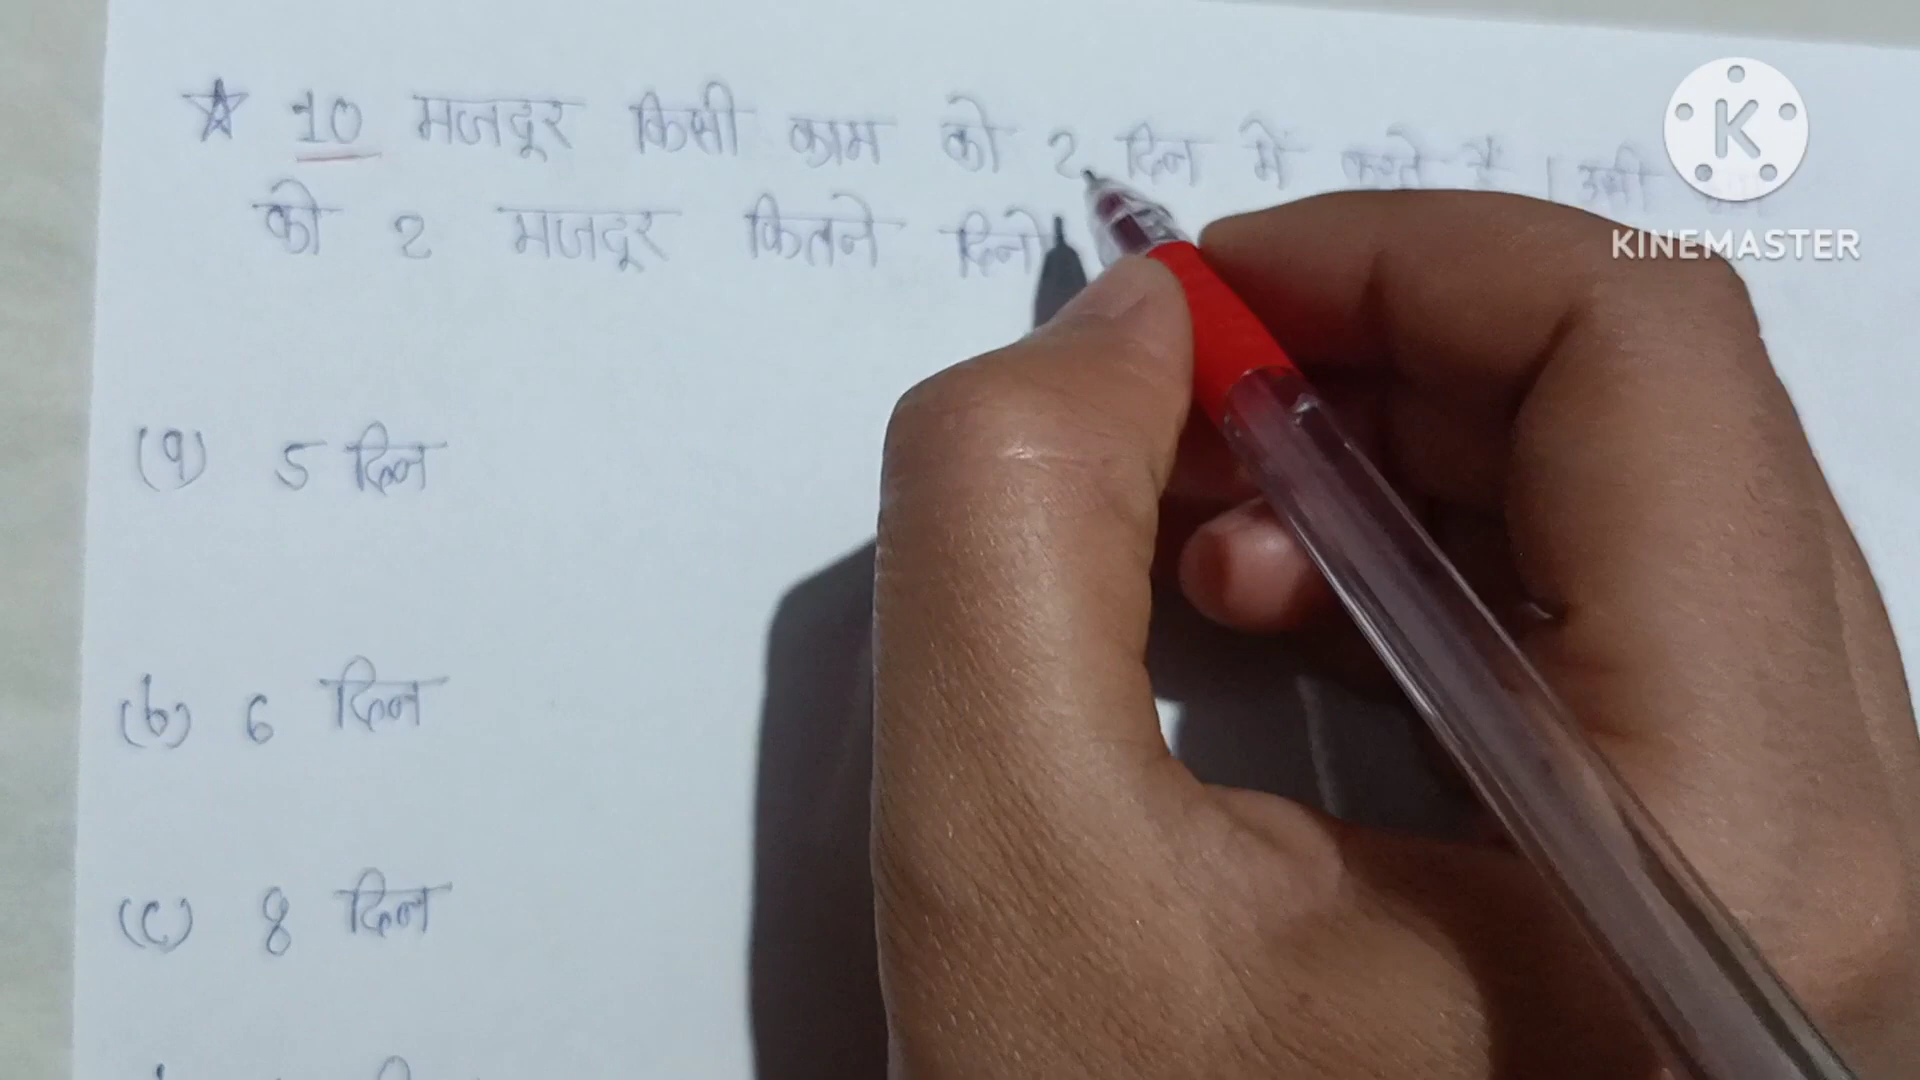 ☆ 10 मजदूर किसी काम को 2 दिन में करते हैं । उसी
को 2 मजदूर कितने दिनो
(a) 5 दिन
(b) 6 दिन
(c) 8 दिन
K
KINEMASTER